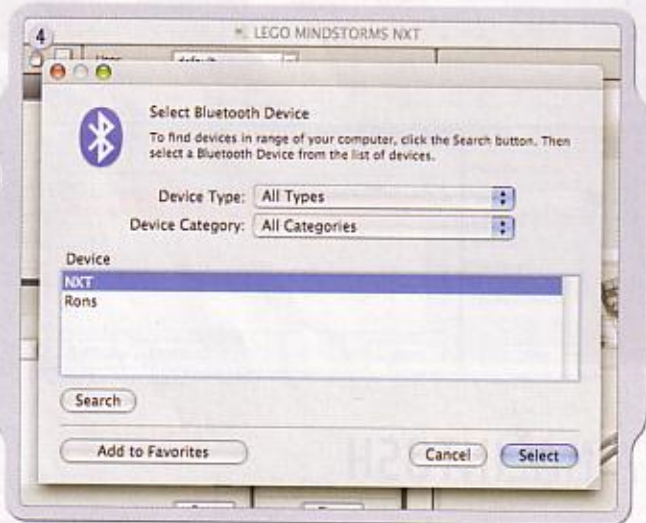 4
LEGO MINDSTORMS NXT
default
Select Bluetooth Device
To find devices in range of your computer, click the Search button. Then
select a Bluetooth Device from the list of devices.
Device Type: All Types
Device Category: All Categories
Device
NXT
Rons
Search
Add to Favorites
Cancel
Select